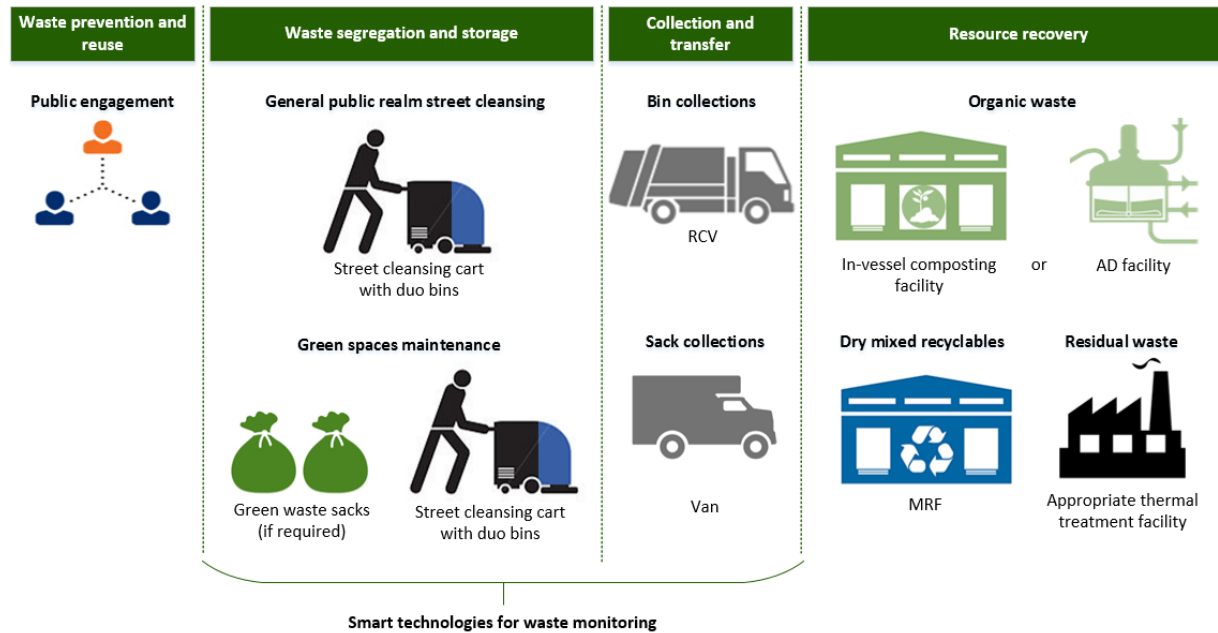 Waste prevention and
reuse
Waste segregation and storage
Collection and
transfer
Resource recovery
Public engagement
General public realm street cleansing
Street cleansing cart
with duo bins
Green spaces maintenance
Green waste sacks
(if required)
Street cleansing cart
with duo bins
Bin collections
RCV
Sack collections
Van
Organic waste
In-vessel composting
facility
or
AD facility
Dry mixed recyclables
MRF
Residual waste
Appropriate thermal
treatment facility
Smart technologies for waste monitoring